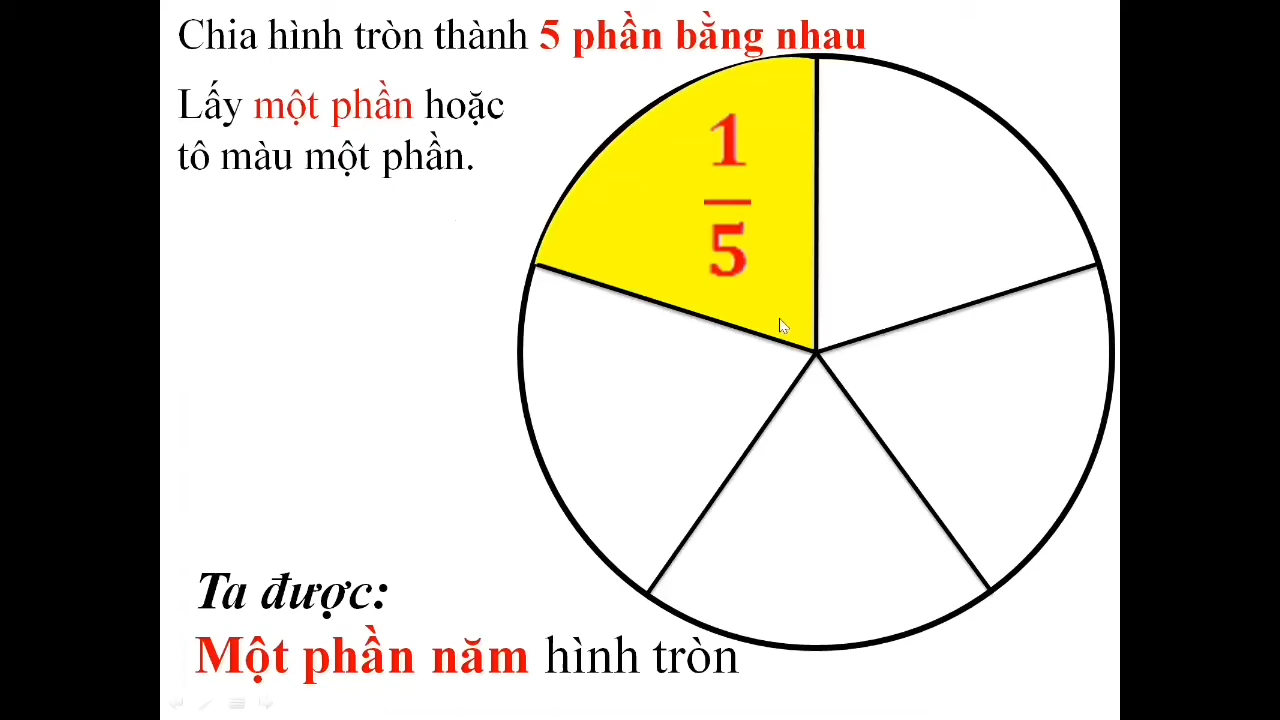 Chia hình tròn thành 5 phần bằng nhau
Lấy một phần hoặc
tô màu một phần.
1
5
Ta được:
Một phần năm hình tròn